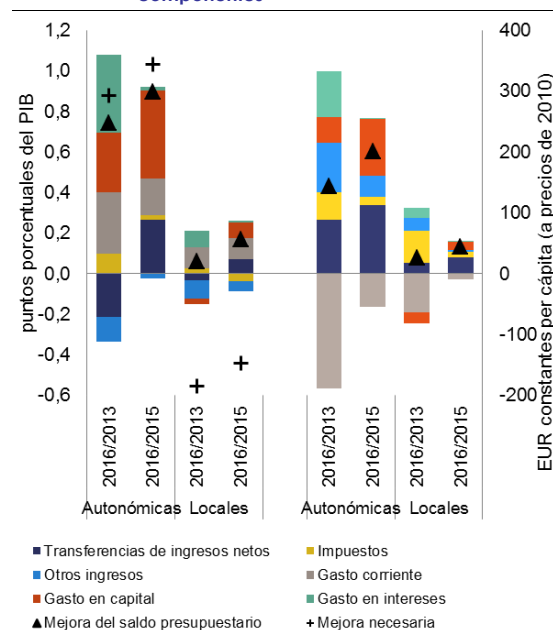 componente
1,2
1,0
0,8
0,6
0,4
0,2
0,0
-0,2
-0,4
-0,6
puntos porcentuales del PIB
400
300
200
100
0
-100
-200
EUR constantes per cápita (a precios de 2010)
2016/2013 2016/2015 2016/2013 2016/2015 2016/2013 2016/2015 2016/2013 2016/2015
Autonómicas Locales Autonómicas Locales
Transferencias de ingresos netos Impuestos
Otros ingresos Gasto corriente
Gasto en capital Gasto en intereses
Mejora del saldo presupuestario Mejora necesaria